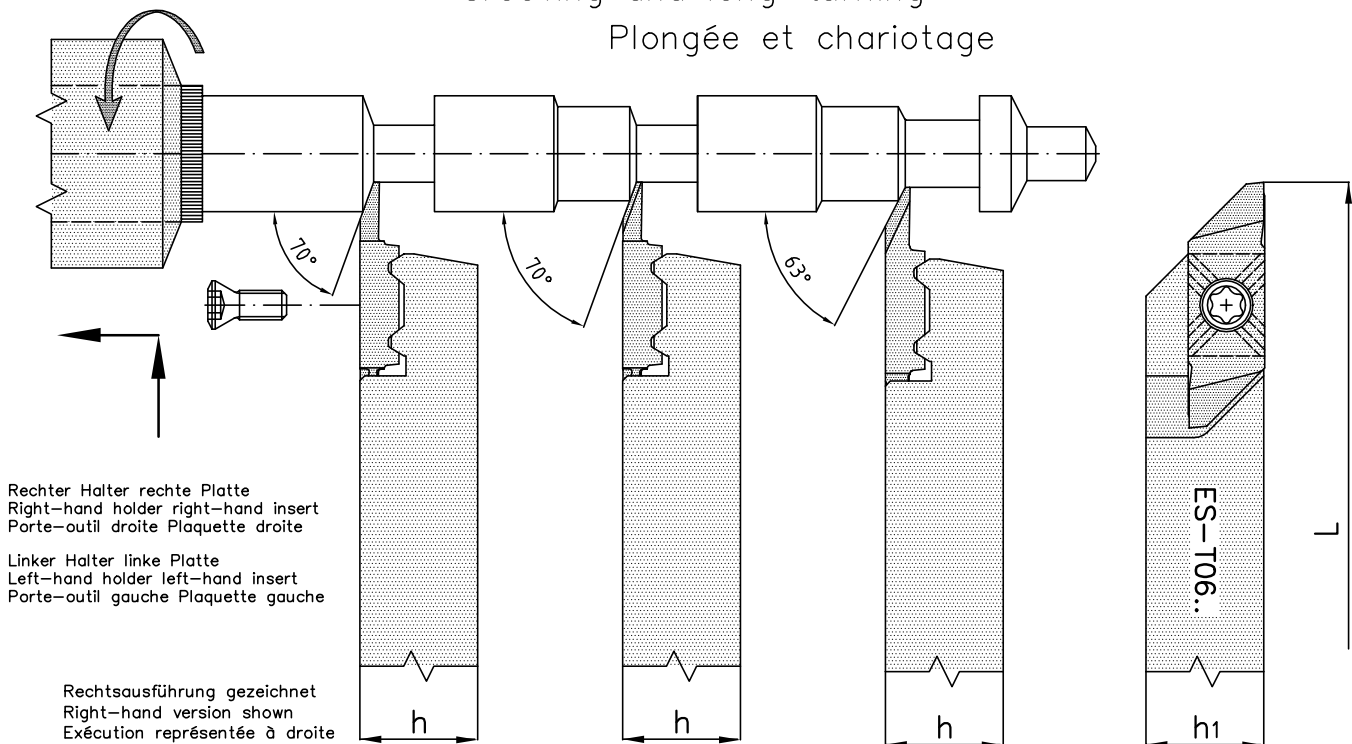 Plongée et chariotage
70°
70°
63°
Rechter Halter rechte Platte
Right-hand holder right-hand insert
Porte-outil droite Plaquette droite
Linker Halter linke Platte
Left-hand holder left-hand insert
Porte-outil gauche Plaquette gauche
ES-T06..
L
Rechtsausführung gezeichnet
Right-hand version shown
Exécution représentée à droite
h
h
h
h1